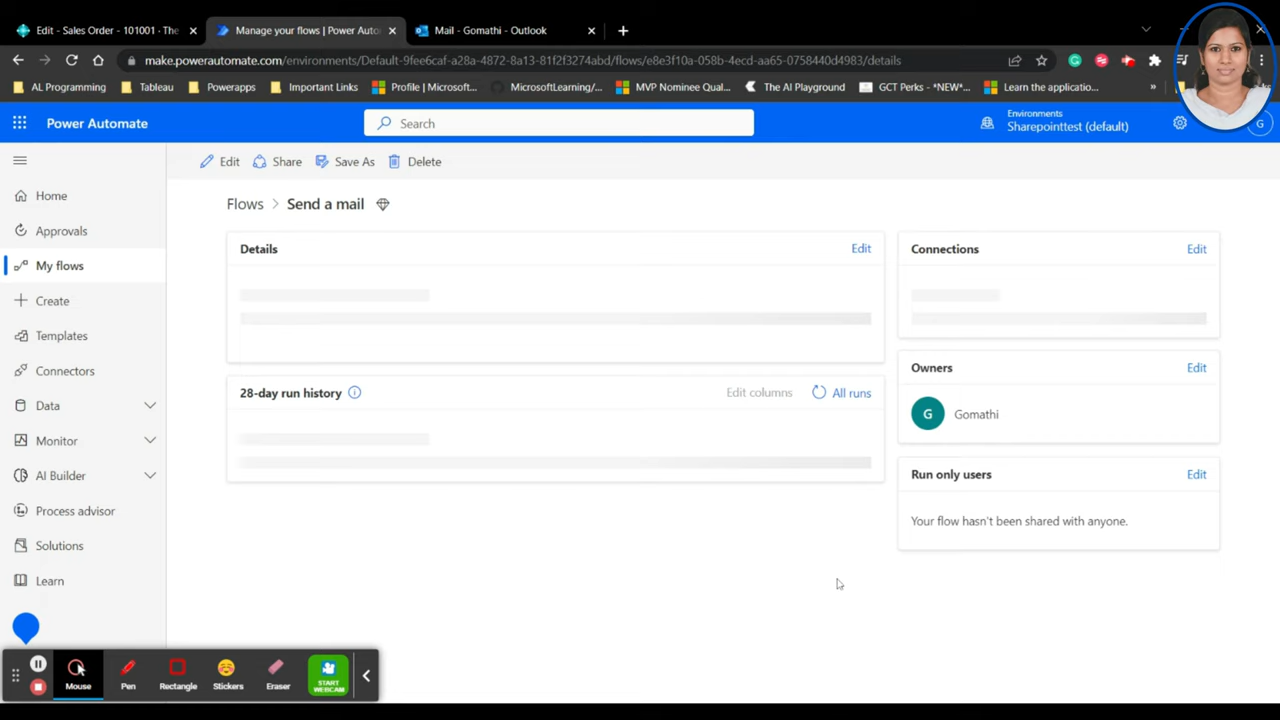 Edit - Sales Order - 101001 - The
Manage your flows | Power Auto
Mail - Gomathi - Outlook
make.powerautomate.com/environments/Default-9fee6caf-a28a-4872-8a13-81f2f3274abd/flows/e8e3f10a-058b-4ecd-aa65-0758440d4983/details
AL Programming
Tableau
Powerapps
Important Links
Profile | Microsoft...
MicrosoftLearning/...
MVP Nominee Qual...
The AI Playground
GCT Perks - *NEW*...
Learn the applicatio...
Power Automate
Search
Environments
Sharepointtest (default)
G
Edit
Share
Save As
Delete
Home
Approvals
My flows
Create
Templates
Connectors
Data
Monitor
AI Builder
Process advisor
Solutions
Learn
Flows > Send a mail
Details
Edit
28-day run history
Edit columns
All runs
Connections
Edit
Owners
Edit
G
Gomathi
Run only users
Edit
Your flow hasn't been shared with anyone.
Mouse
Pen
Rectangle
Stickers
Eraser
START
WEBCAM